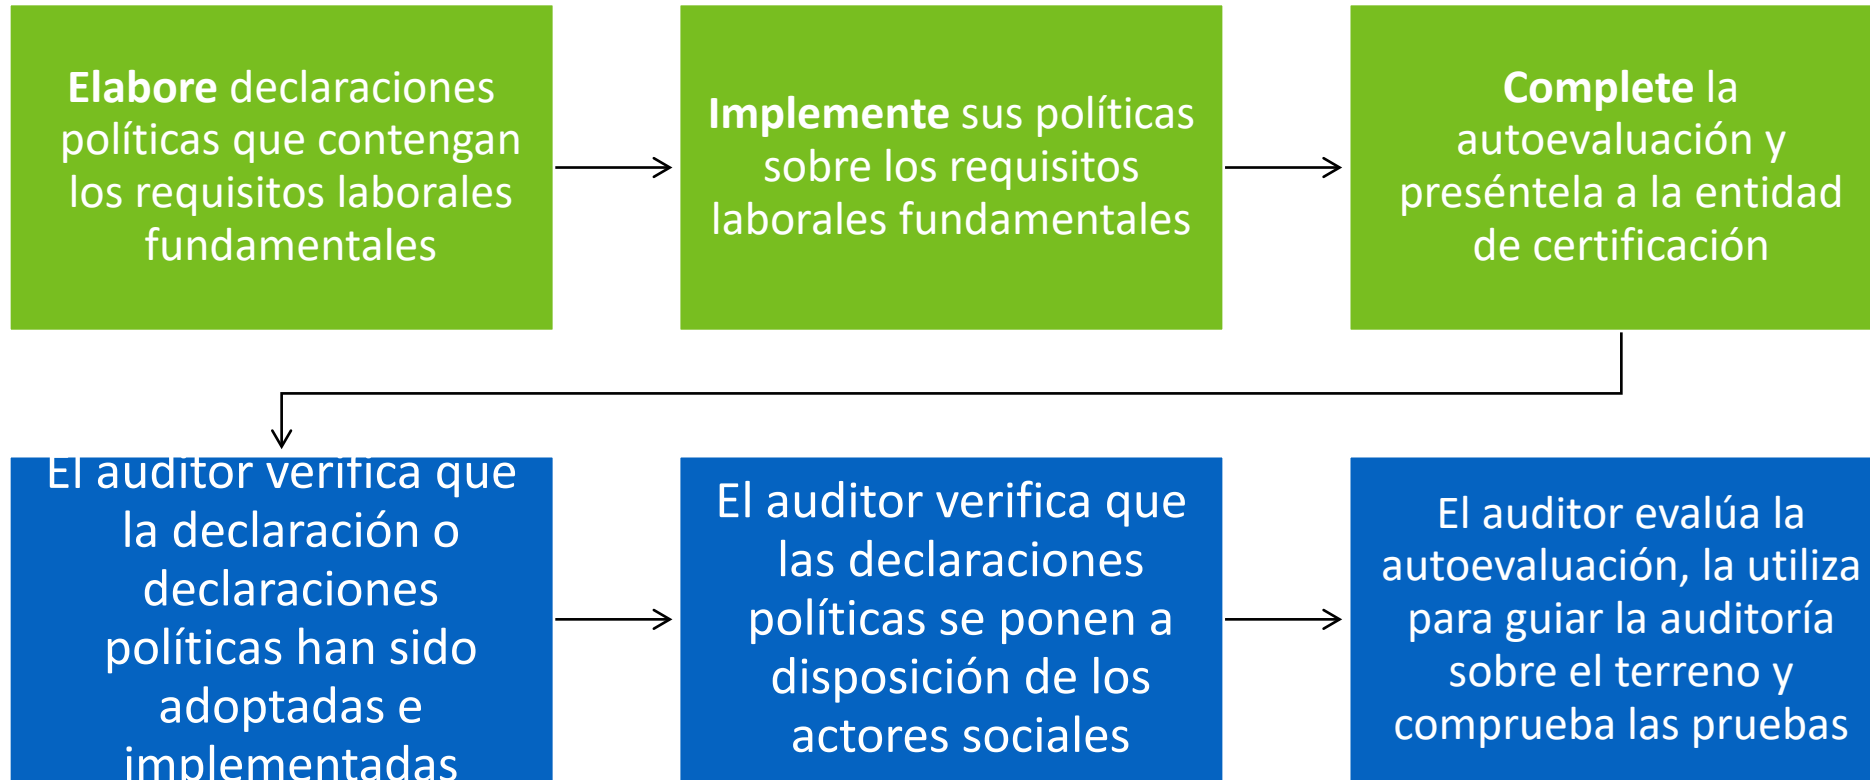 Elabore declaraciones
políticas que contengan
los requisitos laborales
fundamentales
Implemente sus políticas
sobre los requisitos
laborales fundamentales
Complete la
autoevaluación y
preséntela a la entidad
de certificación
El auditor verifica que
la declaración o
declaraciones
políticas han sido
adoptadas e
implementadas
El auditor verifica que
las declaraciones
políticas se ponen a
disposición de los
actores sociales
El auditor evalúa la
autoevaluación, la utiliza
para guiar la auditoría
sobre el terreno y
comprueba las pruebas